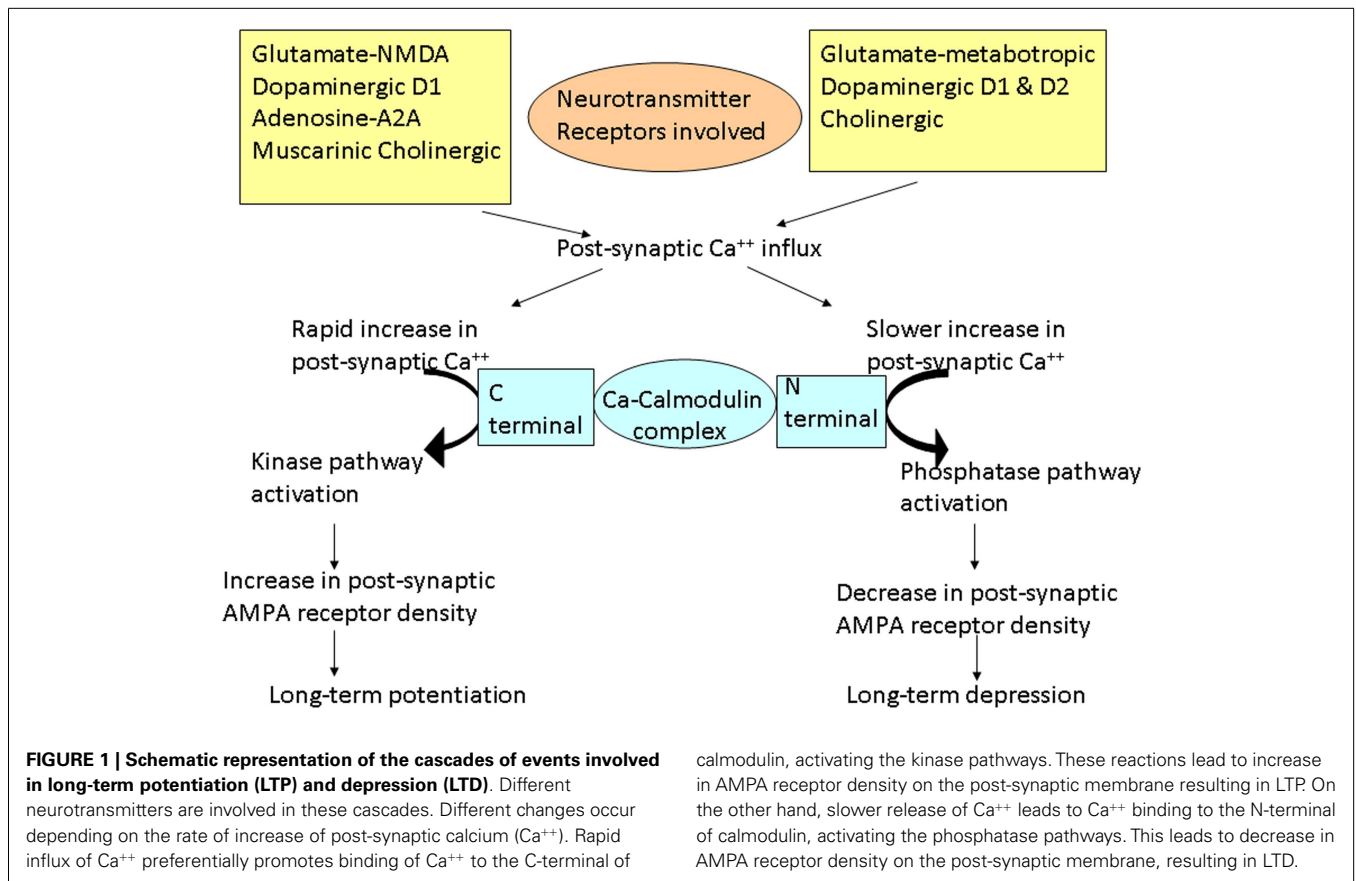 Glutamate-NMDA
Dopaminergic D1
Adenosine-A2A
Muscarinic Cholinergic
Neurotransmitter
Receptors involved
Glutamate-metabotropic
Dopaminergic D1 & D2
Cholinergic
Post-synaptic Ca⁺⁺ influx
Rapid increase in
post-synaptic Ca⁺⁺
Slower increase in
post-synaptic Ca⁺⁺
C
terminal
Ca-Calmodulin
complex
N
terminal
Kinase pathway
activation
Phosphatase pathway
activation
Increase in post-synaptic
AMPA receptor density
Decrease in post-synaptic
AMPA receptor density
Long-term potentiation
Long-term depression
FIGURE 1 | Schematic representation of the cascades of events involved
in long-term potentiation (LTP) and depression (LTD). Different
neurotransmitters are involved in these cascades. Different changes occur
depending on the rate of increase of post-synaptic calcium (Ca⁺⁺). Rapid
influx of Ca⁺⁺ preferentially promotes binding of Ca⁺⁺ to the C-terminal of
calmodulin, activating the kinase pathways. These reactions lead to increase
in AMPA receptor density on the post-synaptic membrane resulting in LTP. On
the other hand, slower release of Ca⁺⁺ leads to Ca⁺⁺ binding to the N-terminal
of calmodulin, activating the phosphatase pathways. This leads to decrease in
AMPA receptor density on the post-synaptic membrane, resulting in LTD.